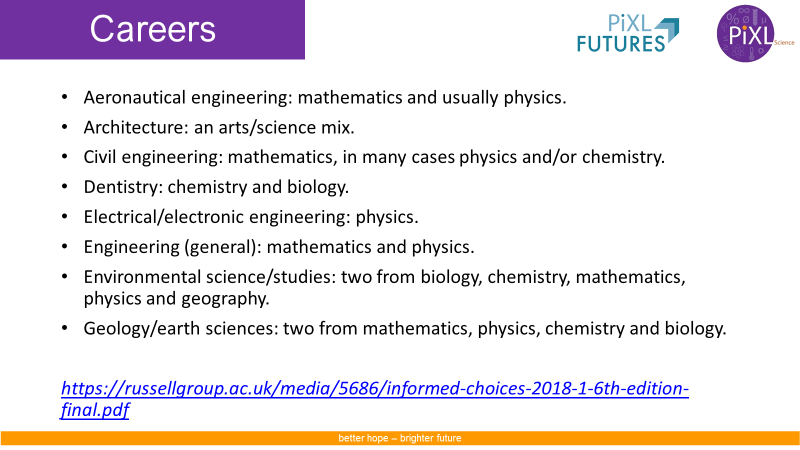 Careers
PiXL
FUTURES
PiXL
Science
• Aeronautical engineering: mathematics and usually physics.
• Architecture: an arts/science mix.
• Civil engineering: mathematics, in many cases physics and/or chemistry.
• Dentistry: chemistry and biology.
• Electrical/electronic engineering: physics.
• Engineering (general): mathematics and physics.
• Environmental science/studies: two from biology, chemistry, mathematics,
physics and geography.
• Geology/earth sciences: two from mathematics, physics, chemistry and biology.
https://russellgroup.ac.uk/media/5686/informed-choices-2018-1-6th-edition-
final.pdf
better hope – brighter future